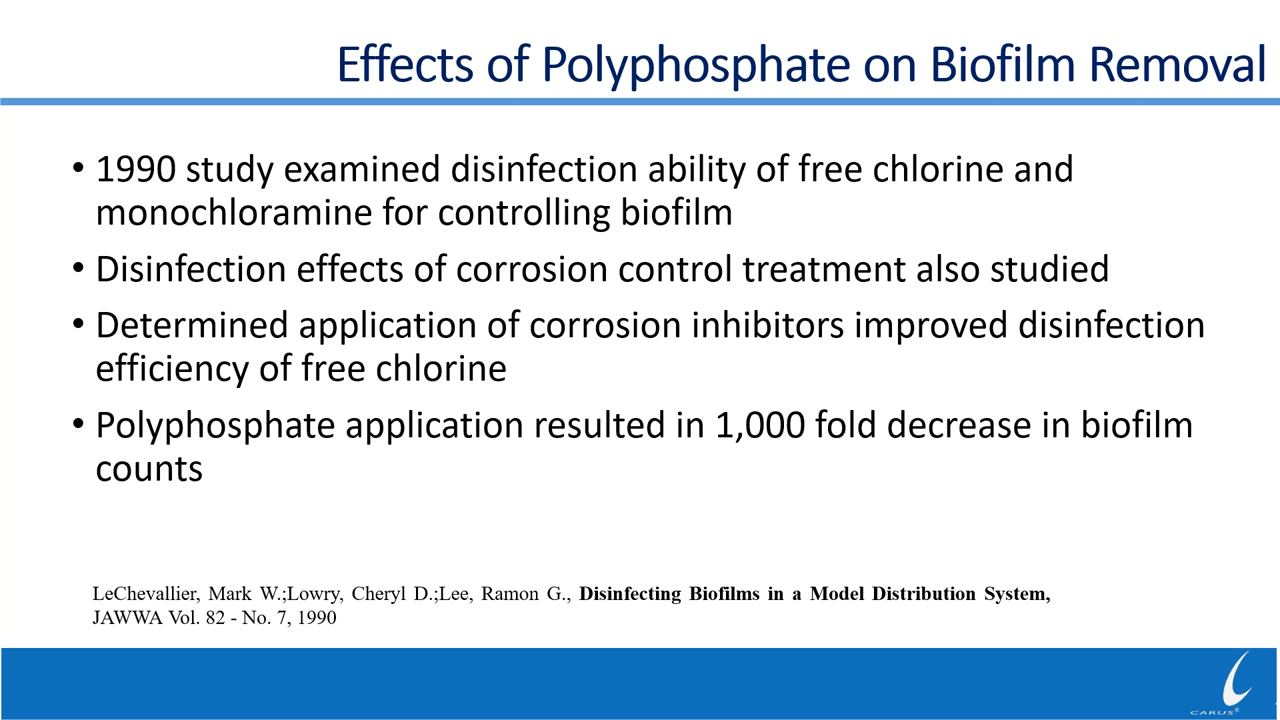 Effects of Polyphosphate on Biofilm Removal
• 1990 study examined disinfection ability of free chlorine and
monochloramine for controlling biofilm
• Disinfection effects of corrosion control treatment also studied
• Determined application of corrosion inhibitors improved disinfection
efficiency of free chlorine
• Polyphosphate application resulted in 1,000 fold decrease in biofilm
counts
LeChevallier, Mark W.;Lowry, Cheryl D.;Lee, Ramon G., Disinfecting Biofilms in a Model Distribution System,
JAWWA Vol. 82 - No. 7, 1990
CARUS®